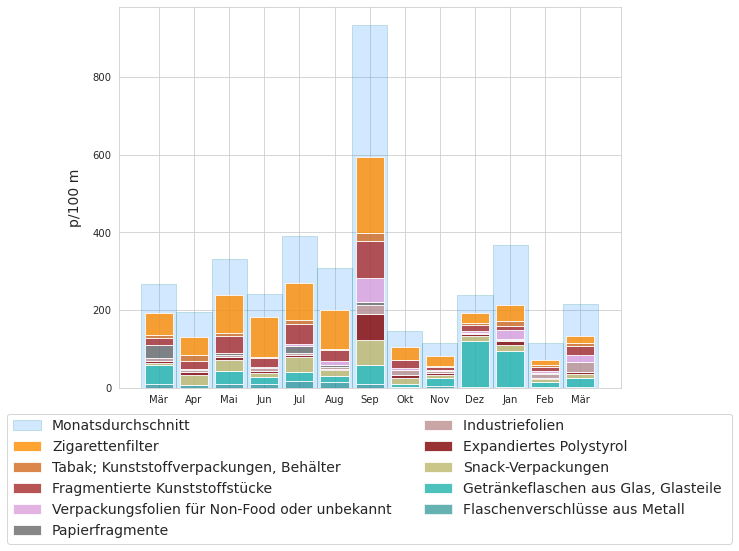 800
600
400
200
0
p/100 m
Mär Apr Mai Jun Jul Aug Sep Okt Nov Dez Jan Feb Mär
Monatsdurchschnitt
Zigarettenfilter
Tabak; Kunststoffverpackungen, Behälter
Fragmentierte Kunststoffstücke
Verpackungsfolien für Non-Food oder unbekannt
Papierfragmente
Industriefolien
Expandiertes Polystyrol
Snack-Verpackungen
Getränkeflaschen aus Glas, Glasteile
Flaschenverschlüsse aus Metall